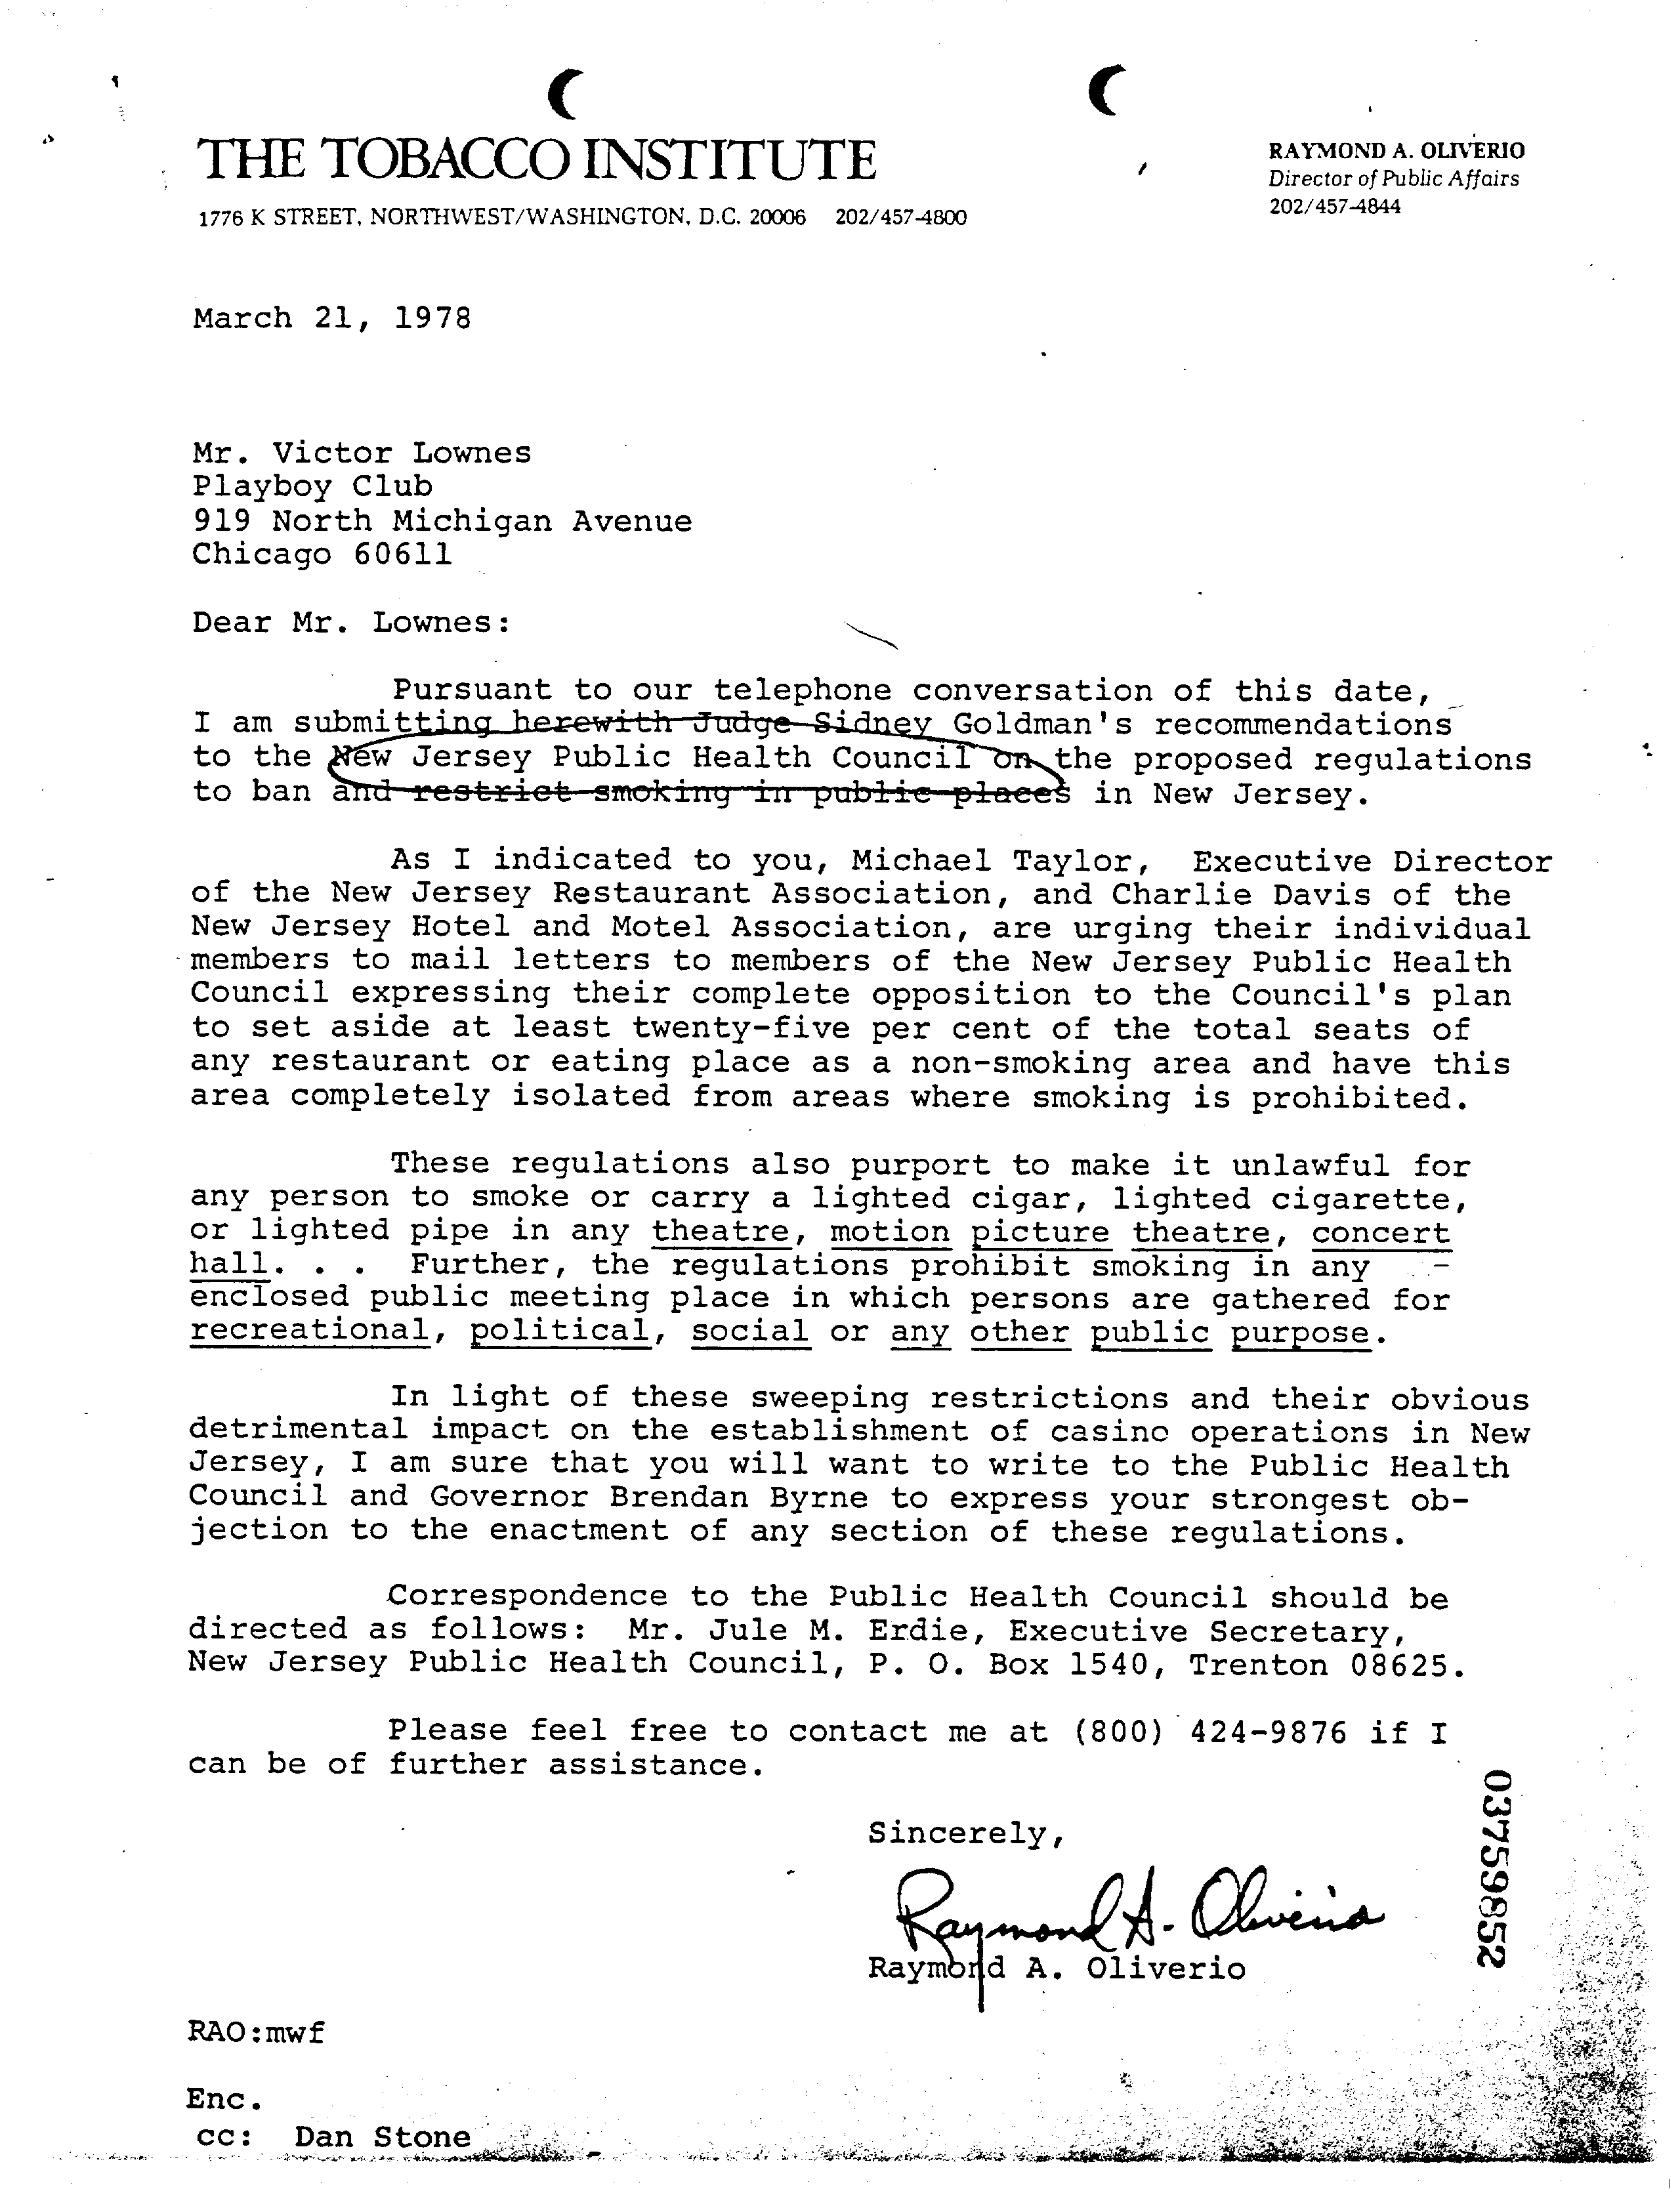 THE TOBACCO INSTITUTE
1776 K STREET, NORTHWEST/WASHINGTON, D.C. 20006 202/457-4800
RAYMOND A. OLIVERIO
Director of Public Affairs
202/457-4844
March 21, 1978
Mr. Victor Lownes
Playboy Club
919 North Michigan Avenue
Chicago 60611
Dear Mr. Lownes:
Pursuant to our telephone conversation of this date,
I am submitting herewith Judge Sidney Goldman's recommendations
to the New Jersey Public Health Council on the proposed regulations
to ban and restrict smoking in public places in New Jersey.
As I indicated to you, Michael Taylor, Executive Director
of the New Jersey Restaurant Association, and Charlie Davis of the
New Jersey Hotel and Motel Association, are urging their individual
members to mail letters to members of the New Jersey Public Health
Council expressing their complete opposition to the Council's plan
to set aside at least twenty-five per cent of the total seats of
any restaurant or eating place as a non-smoking area and have this
area completely isolated from areas where smoking is prohibited.
These regulations also purport to make it unlawful for
any person to smoke or carry a lighted cigar, lighted cigarette,
or lighted pipe in any theatre, motion picture theatre, concert
hall. . . Further, the regulations prohibit smoking in any
enclosed public meeting place in which persons are gathered for
recreational, political, social or any other public purpose.
In light of these sweeping restrictions and their obvious
detrimental impact on the establishment of casino operations in New
Jersey, I am sure that you will want to write to the Public Health
Council and Governor Brendan Byrne to express your strongest ob-
jection to the enactment of any section of these regulations.
Correspondence to the Public Health Council should be
directed as follows: Mr. Jule M. Erdie, Executive Secretary,
New Jersey Public Health Council, P. O. Box 1540, Trenton 08625.
Please feel free to contact me at (800) 424-9876 if I
can be of further assistance.
Sincerely,
Raymond A. Oliverio
Raymond A. Oliverio
RAO:mwf
Enc.
cc: Dan Stone
03759852